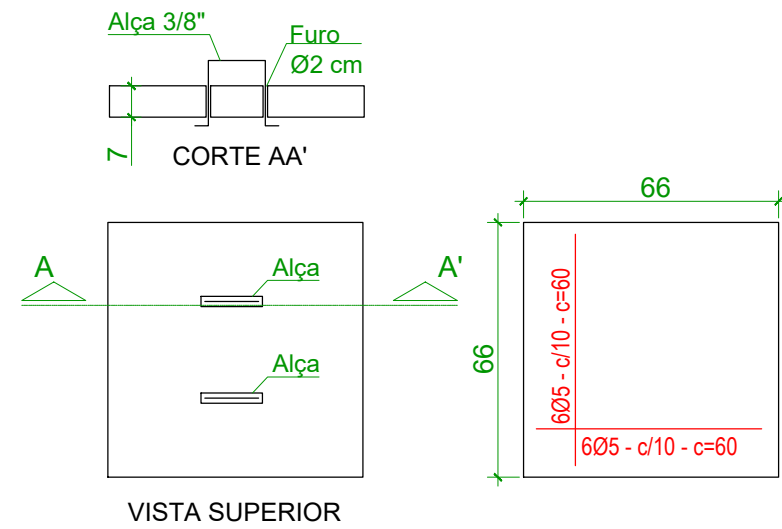 Alça 3/8"
Furo
Ø2 cm
7
CORTE AA'
66
A
Alça
A'
Alça
66
6Ø5 - c/10 - c=60
6Ø5 - c/10 - c=60
VISTA SUPERIOR